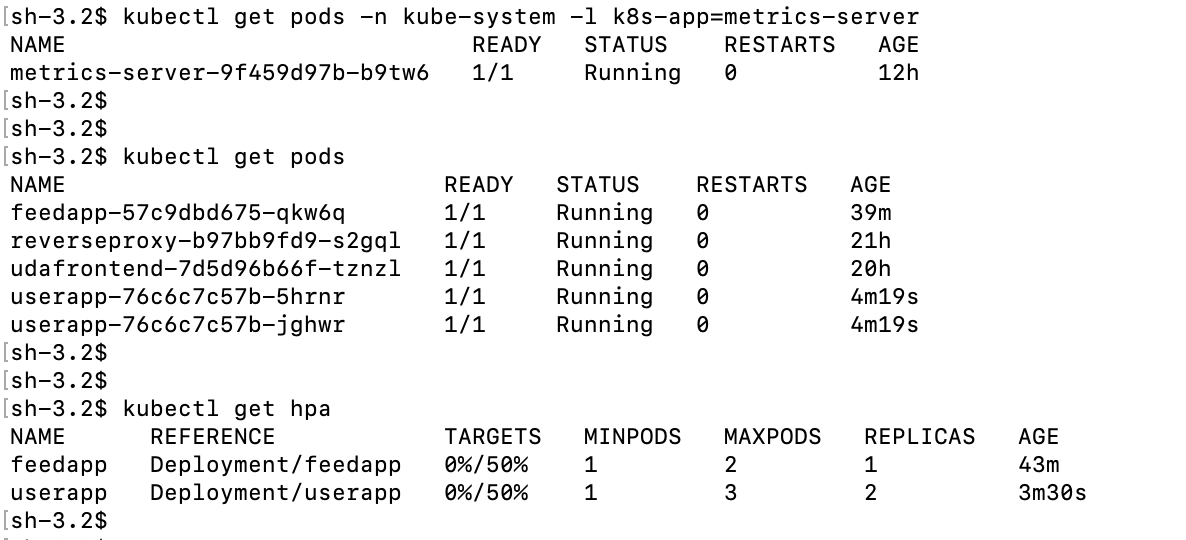 [sh-3.2$ kubectl get pods -n kube-system -l k8s-app=metrics-server
NAME                             READY   STATUS    RESTARTS   AGE
metrics-server-9f459d97b-b9tw6   1/1     Running   0          12h
[sh-3.2$
[sh-3.2$
[sh-3.2$ kubectl get pods
NAME                           READY   STATUS    RESTARTS   AGE
feedapp-57c9dbd675-qkw6q       1/1     Running   0          39m
reverseproxy-b97bb9fd9-s2gql   1/1     Running   0          21h
udafrontend-7d5d96b66f-tznzl   1/1     Running   0          20h
userapp-76c6c7c57b-5hrnr       1/1     Running   0          4m19s
userapp-76c6c7c57b-jghwr       1/1     Running   0          4m19s
[sh-3.2$
[sh-3.2$
[sh-3.2$ kubectl get hpa
NAME      REFERENCE            TARGETS   MINPODS   MAXPODS   REPLICAS   AGE
feedapp   Deployment/feedapp   0%/50%    1         2         1          43m
userapp   Deployment/userapp   0%/50%    1         3         2          3m30s
[sh-3.2$